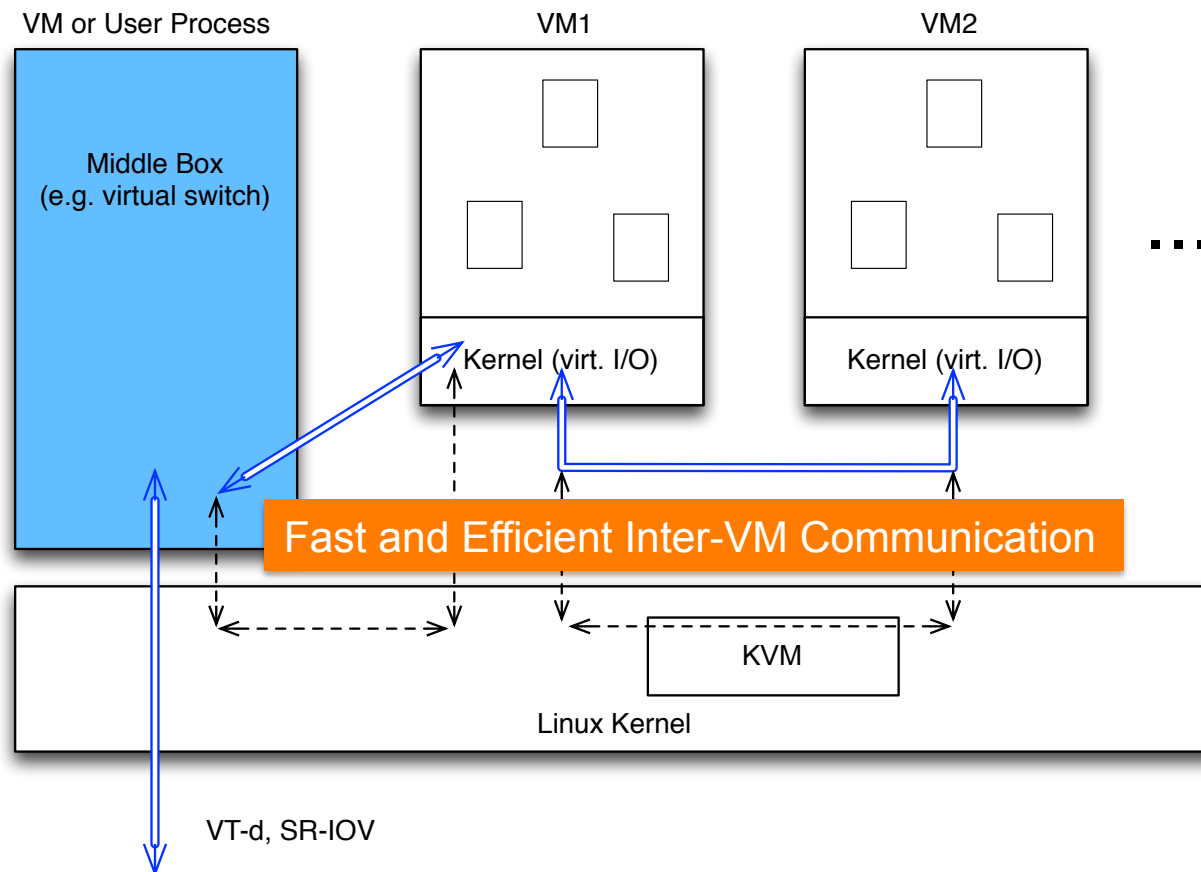 VM or User Process
VM1
VM2
Middle Box
(e.g. virtual switch)
...
Kernel (virt. I/O)
Kernel (virt. I/O)
Fast and Efficient Inter-VM Communication
KVM
Linux Kernel
VT-d, SR-IOV